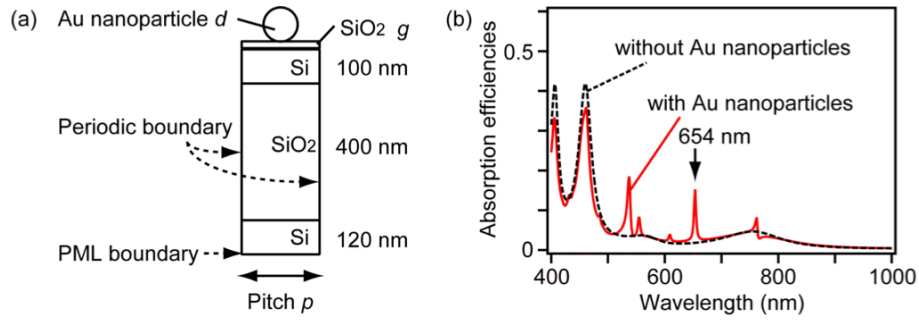 (a)
Au nanoparticle d
SiO2 g
Si
100 nm
Periodic boundary
SiO2
400 nm
Si
120 nm
PML boundary
Pitch p
(b)
Absorption efficiencies
0.5
0
without Au nanoparticles
with Au nanoparticles
654 nm
400
600
800
1000
Wavelength (nm)